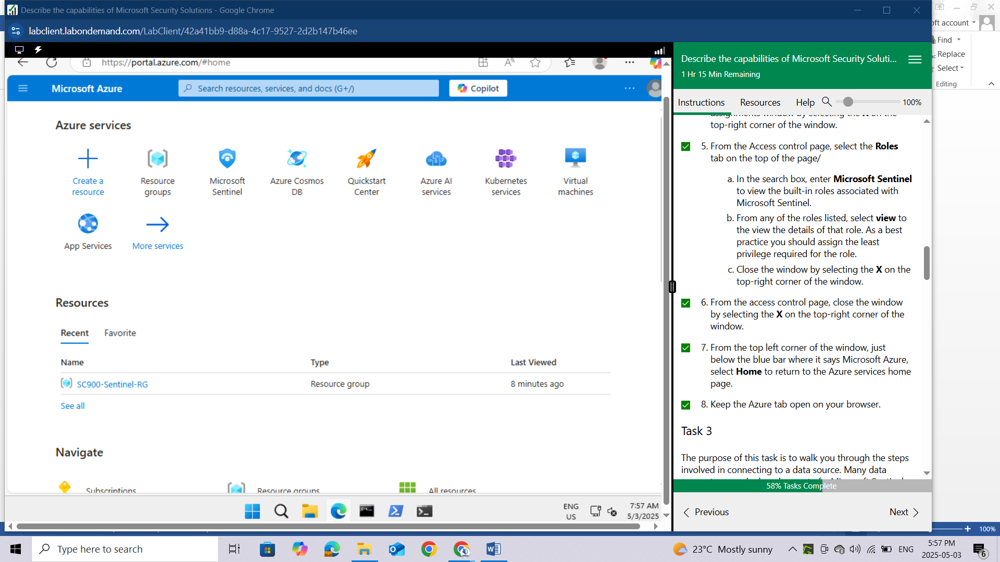 Describe the capabilities of Microsoft Security Solutions - Google Chrome
labclient.labondemand.com/LabClient/42a41bb9-d88a-4c17-9527-2d2b147b46ee
https://portal.azure.com/#home
Microsoft Azure
Search resources, services, and docs (G+/)
Copilot
Azure services
Create a resource
Resource groups
Microsoft Sentinel
Azure Cosmos DB
Quickstart Center
Azure AI services
Kubernetes services
Virtual machines
App Services
More services
Resources
Recent
Favorite
Name
Type
Last Viewed
SC900-Sentinel-RG
Resource group
8 minutes ago
See all
Navigate
Subscriptions
Resource groups
All resources
ENG
US
7:57 AM
5/3/2025
Describe the capabilities of Microsoft Security Soluti...
1 Hr 15 Min Remaining
Instructions
Resources
Help
100%
assignments window by selecting the X on the
top-right corner of the window.
5. From the Access control page, select the Roles
tab on the top of the page/
a. In the search box, enter Microsoft Sentinel
to view the built-in roles associated with
Microsoft Sentinel.
b. From any of the roles listed, select view to
the view the details of that role. As a best
practice you should assign the least
privilege required for the role.
c. Close the window by selecting the X on the
top-right corner of the window.
6. From the access control page, close the window
by selecting the X on the top-right corner of the
window.
7. From the top left corner of the window, just
below the blue bar where it says Microsoft Azure,
select Home to return to the Azure services home
page.
8. Keep the Azure tab open on your browser.
Task 3
The purpose of this task is to walk you through the steps
involved in connecting to a data source. Many data
58% Tasks Complete
Previous
Next
oft account
Find
Replace
Select
Editing
100%
Type here to search
23°C Mostly sunny
ENG
5:57 PM
2025-05-03
6